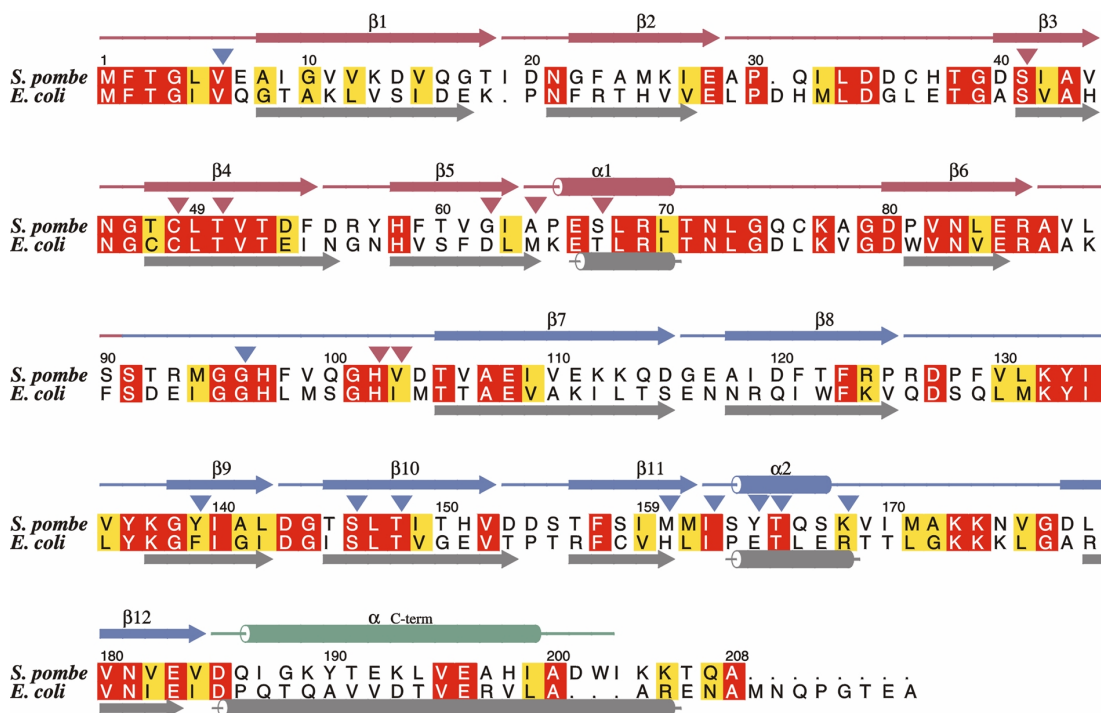 β1 β2 β3
1 10 20 30 40
S. pombe M F T G L V E A I G V V K D V Q G T I D N G F A M K I E A P . Q I L D D C H T G D S I A V
E. coli M F T G I V Q G T A K L V S I D E K . P N F R T H V V E L P D H M L D G L E T G A S V A H
β4 β5 α1 β6
49 60 70 80
S. pombe N G T C L T V T D F D R Y H F T V G I A P E S L R L T N L G Q C K A G D P V N L E R A V L
E. coli N G C C L T V T E I N G N H V S F D L M K E T L R I T N L G D L K V G D W V N V E R A A K
β7 β8
90 100 110 120 130
S. pombe S S T R M G G H F V Q G H V D T V A E I V E K K Q D G E A I D F T F R P R D P F V L K Y I
E. coli F S D E I G G H L M S G H I M T T A E V A K I L T S E N N R Q I W F K V Q D S Q L M K Y I
β9 β10 β11 α2
140 150 159 170
S. pombe V Y K G Y I A L D G T S L T I T H V D D S T F S I M M I S Y T Q S K V I M A K K N V G D L
E. coli L Y K G F I G I D G I S L T V G E V T P T R F C V H L I P E T L E R T T L G K K K L G A R
β12 α C-term
180 190 200 208
S. pombe V N V E V D Q I G K Y T E K L V E A H I A D W I K K T Q A . . . . . . . .
E. coli V N I E I D P Q T Q A V V D T V E R V L A . . . A R E N A M N Q P G T E A